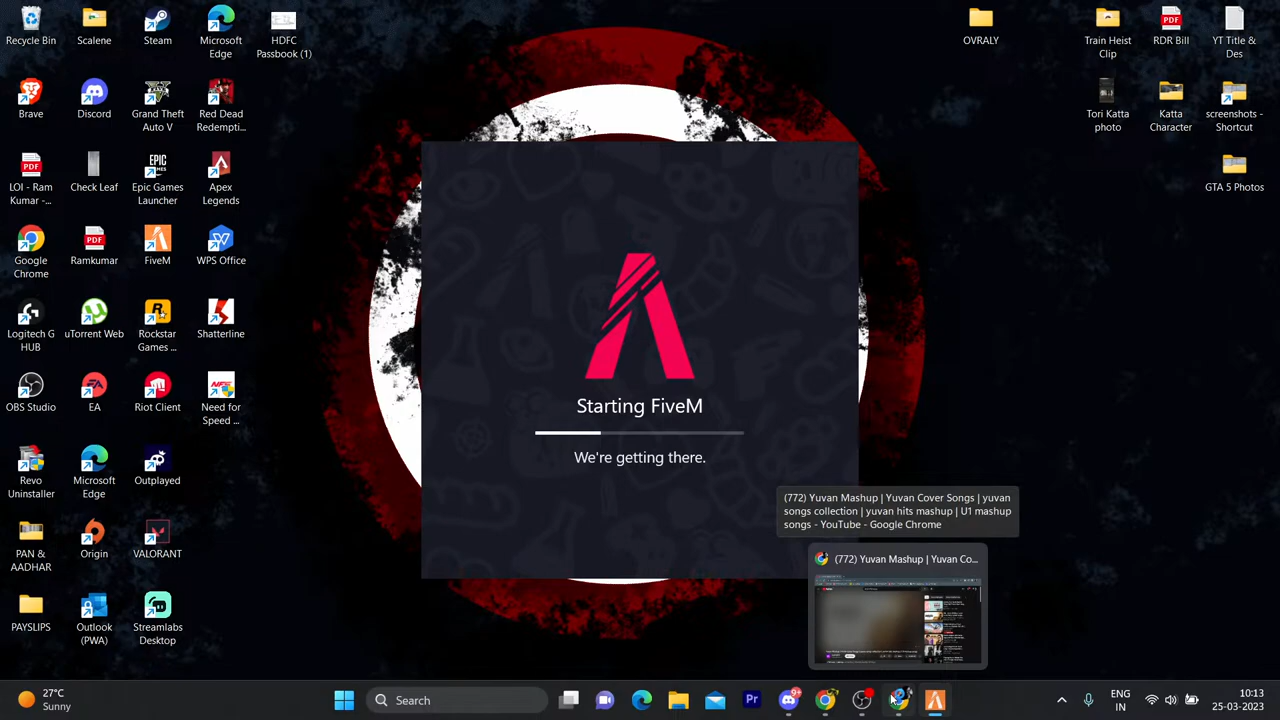 Recycle Bin
Scalene
Steam
Microsoft
Edge
HDFC
Passbook (1)
OVRALY
Train Heist
Clip
RDR Bill
YT Title &
Des
Brave
Discord
Grand Theft
Auto V
Red Dead
Redempti...
Tori Katta
photo
Katta
Character
screenshots
Shortcut
LOI - Ram
Kumar -...
Check Leaf
Epic Games
Launcher
Apex
Legends
GTA 5 Photos
Google
Chrome
Ramkumar
FiveM
WPS Office
Logitech G
HUB
uTorrent Web
Rockstar
Games ...
Shatterline
OBS Studio
EA
Riot Client
Need for
Speed ...
Starting FiveM
We're getting there.
Revo
Uninstaller
Microsoft
Edge
Outplayed
(772) Yuvan Mashup | Yuvan Cover Songs | yuvan
songs collection | yuvan hits mashup | U1 mashup
songs - YouTube - Google Chrome
PAN &
AADHAR
Origin
VALORANT
(772) Yuvan Mashup | Yuvan Co...
PAYSLIPS
Outlook
(PWA)
Streamlabs
Desktop
27°C
Sunny
Search
ENG
IN
10:13
25-03-2023